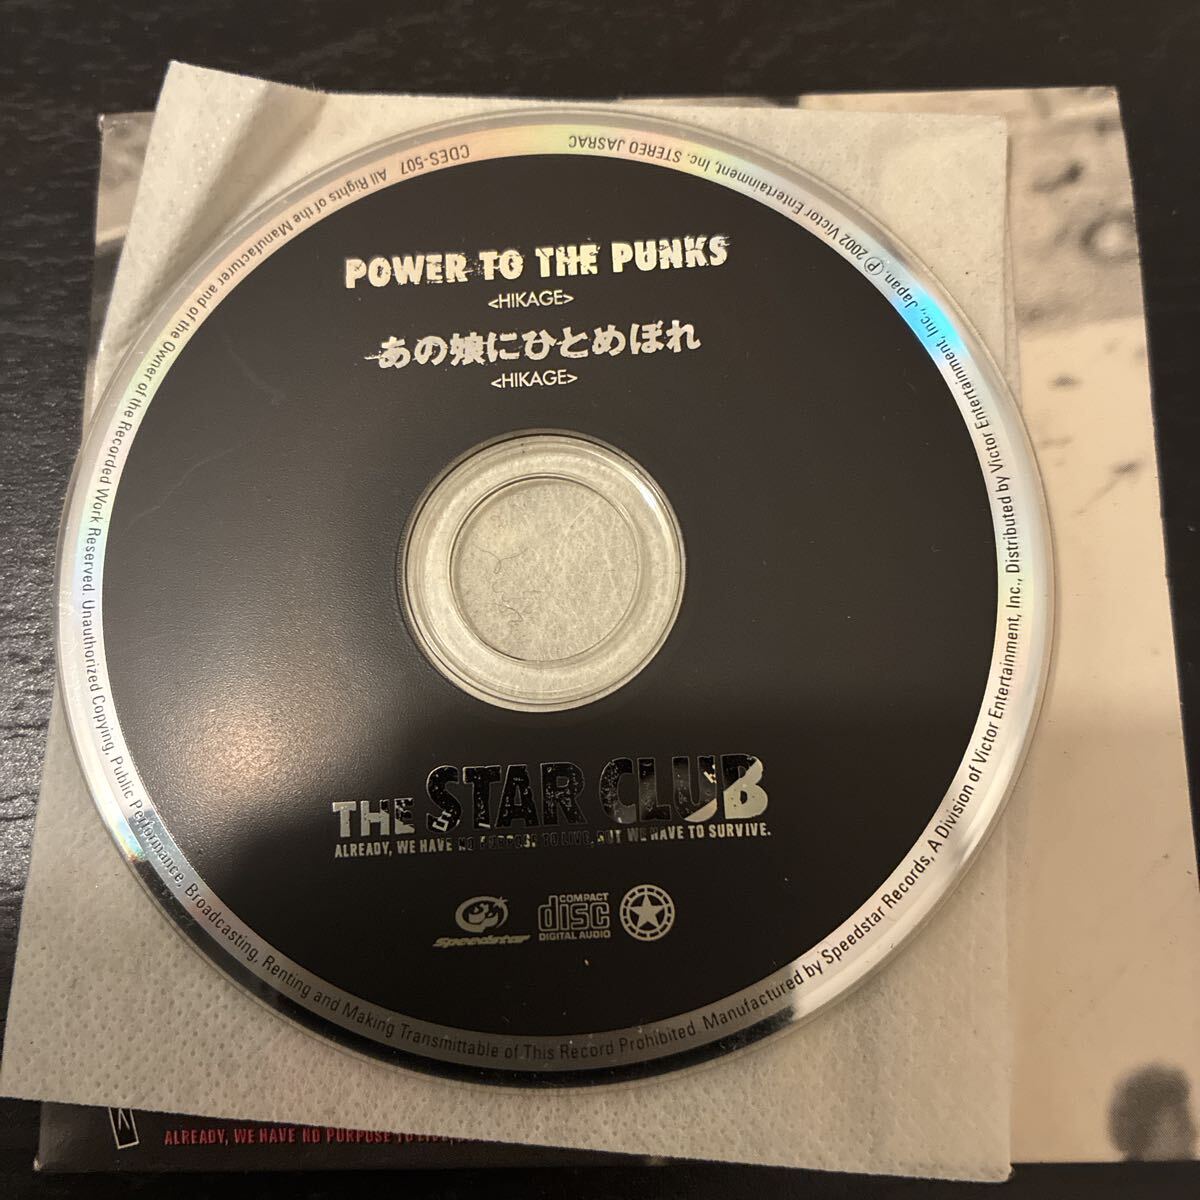 POWER TO THE PUNKS
<HIKAGE>
あの娘にひとめぼれ
<HIKAGE>
THE STAR CLUB
ALREADY, WE HAVE NO PURPOSE TO LIVE, BUT WE HAVE TO SURVIVE.
Speedstar
COMPACT
disc
DIGITAL AUDIO
CDES-507 All Rights of the Manufacturer and of the Owner of the Recorded Work Reserved. Unauthorized Copying, Public Performance, Broadcasting, Renting and Making Transmittable of This Record Prohibited. Manufactured by Speedstar Records, A Division of Victor Entertainment, Inc., Distributed by Victor Entertainment, Inc., Japan. Ⓟ 2002 Victor Entertainment, Inc. STEREO JASRAC
ALREADY, WE HAVE NO PURPOSE TO LIVE,